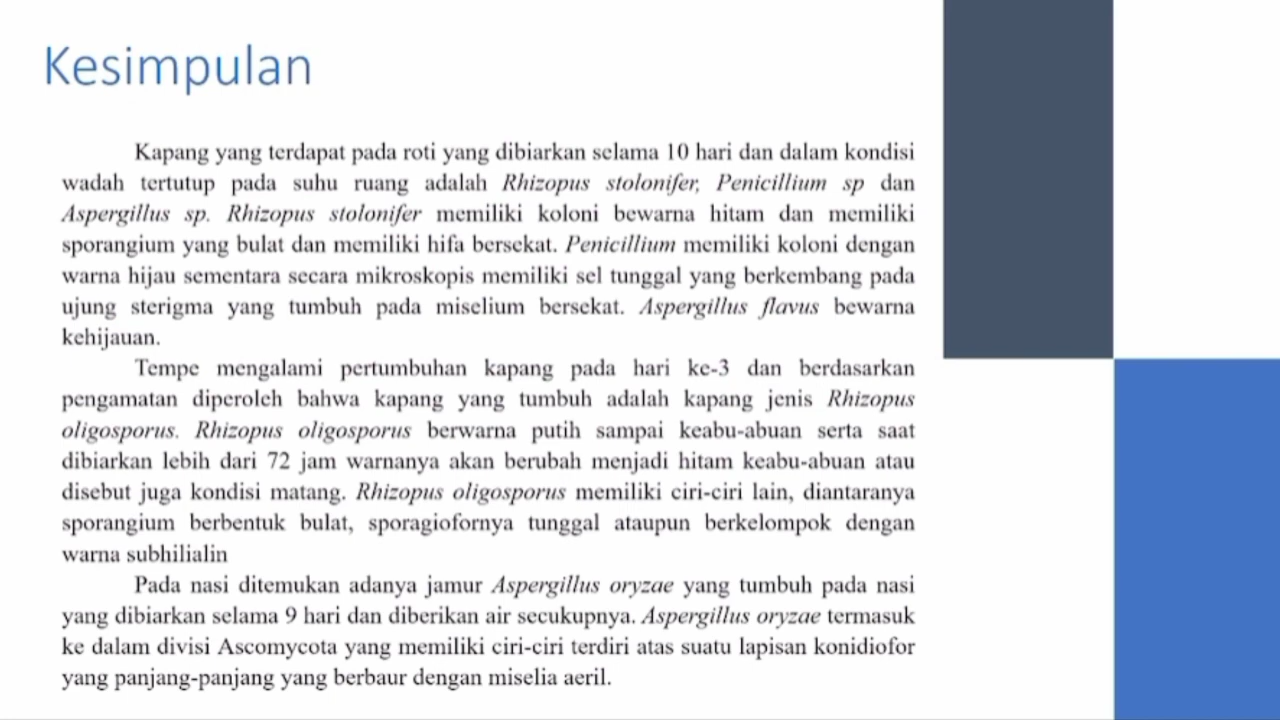 Kesimpulan
Kapang yang terdapat pada roti yang dibiarkan selama 10 hari dan dalam kondisi
wadah tertutup pada suhu ruang adalah Rhizopus stolonifer, Penicillium sp dan
Aspergillus sp. Rhizopus stolonifer memiliki koloni bewarna hitam dan memiliki
sporangium yang bulat dan memiliki hifa bersekat. Penicillium memiliki koloni dengan
warna hijau sementara secara mikroskopis memiliki sel tunggal yang berkembang pada
ujung sterigma yang tumbuh pada miselium bersekat. Aspergillus flavus bewarna
kehijauan.
Tempe mengalami pertumbuhan kapang pada hari ke-3 dan berdasarkan
pengamatan diperoleh bahwa kapang yang tumbuh adalah kapang jenis Rhizopus
oligosporus. Rhizopus oligosporus berwarna putih sampai keabu-abuan serta saat
dibiarkan lebih dari 72 jam warnanya akan berubah menjadi hitam keabu-abuan atau
disebut juga kondisi matang. Rhizopus oligosporus memiliki ciri-ciri lain, diantaranya
sporangium berbentuk bulat, sporagiofornya tunggal ataupun berkelompok dengan
warna subhilialin
Pada nasi ditemukan adanya jamur Aspergillus oryzae yang tumbuh pada nasi
yang dibiarkan selama 9 hari dan diberikan air secukupnya. Aspergillus oryzae termasuk
ke dalam divisi Ascomycota yang memiliki ciri-ciri terdiri atas suatu lapisan konidiofor
yang panjang-panjang yang berbaur dengan miselia aeril.